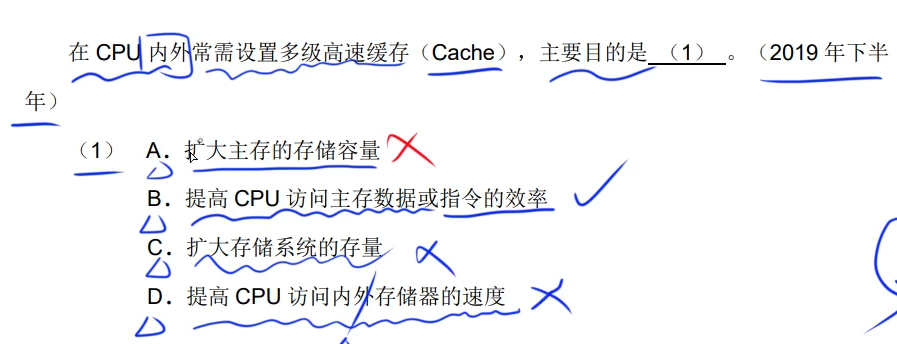 在 CPU 内外常需设置多级高速缓存（Cache），主要目的是 （1） 。（2019 年下半
年）
（1） A．扩大主存的存储容量
B．提高 CPU 访问主存数据或指令的效率
C．扩大存储系统的存量
D．提高 CPU 访问内外存储器的速度